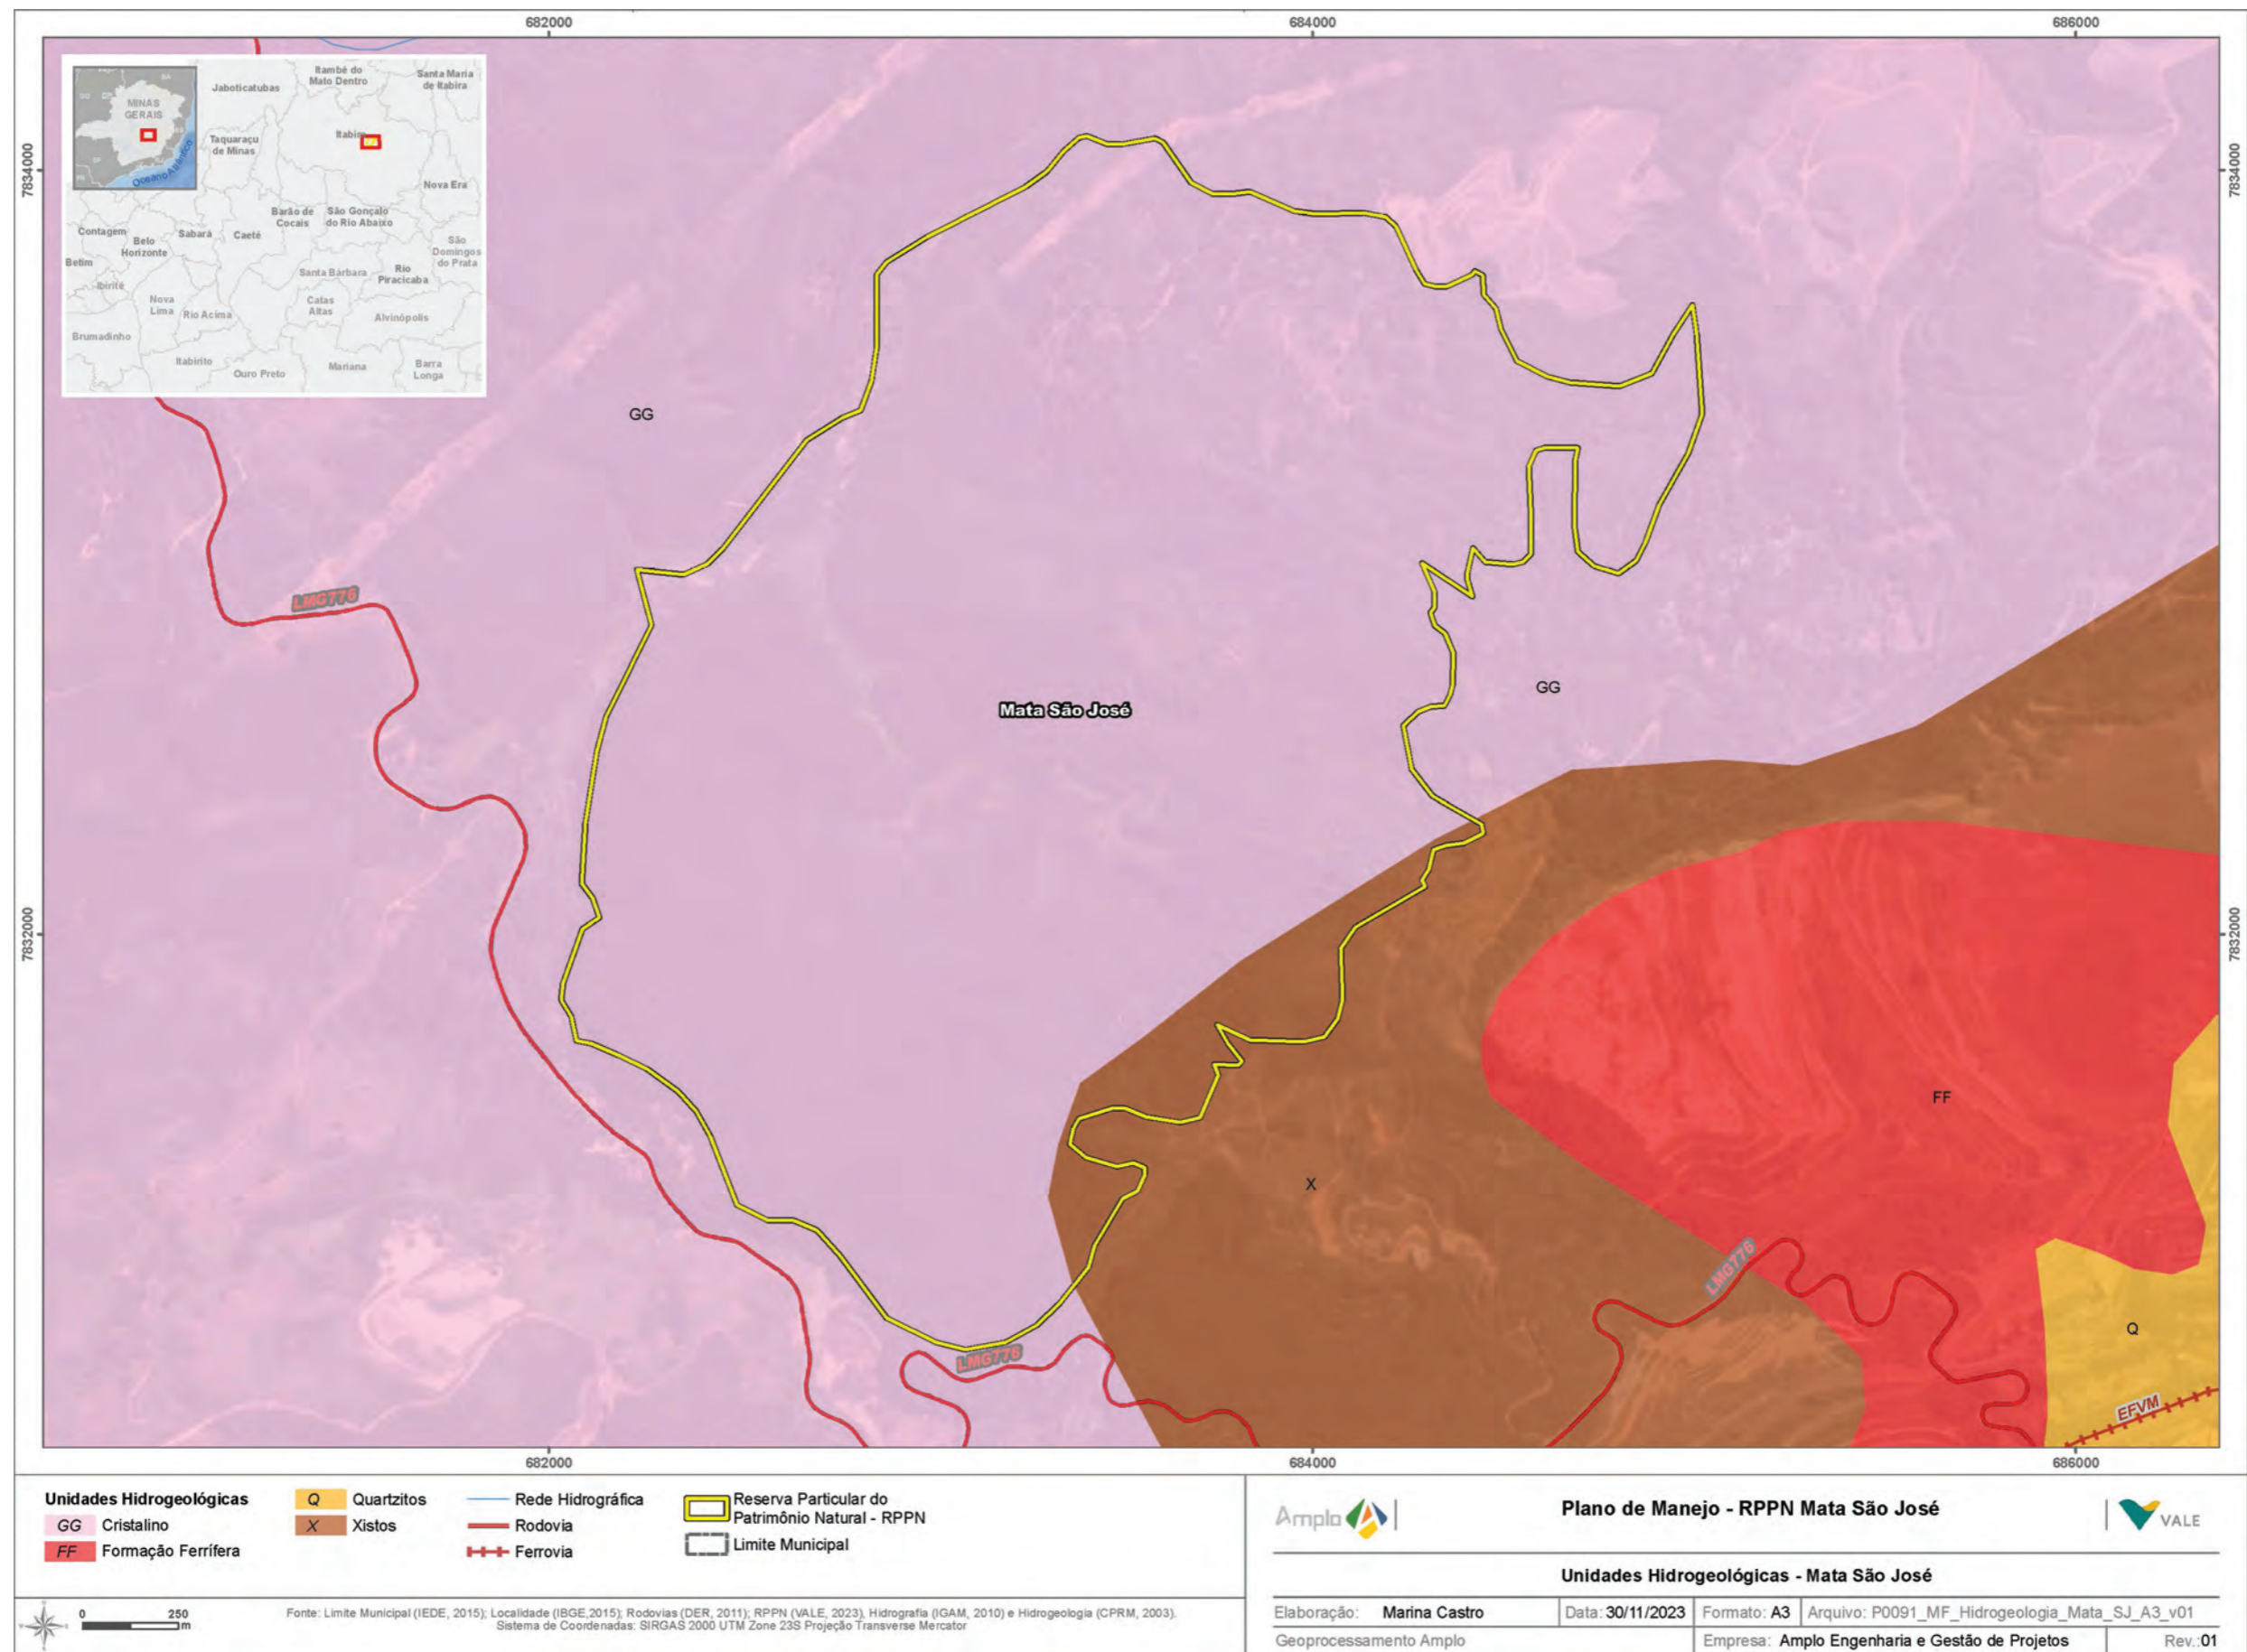 682000
684000
686000
7834000
7834000
7832000
7832000
MINAS
GERAIS
Oceano Atlântico
Itambé do
Mato Dentro
Santa Maria
de Itabira
Jaboticatubas
Taquaraçu
de Minas
Nova Era
Barão de
Cocais
São Gonçalo
do Rio Abaixo
Contagem
Belo
Horizonte
Sabará
Caeté
São
Domingos
do Prata
Betim
Santa Bárbara
Rio
Piracicaba
Ibirité
Nova
Lima
Rio Acima
Catas
Altas
Alvinópolis
Brumadinho
Itabirito
Ouro Preto
Mariana
Barra
Longa
GG
LMG776
Mata São José
GG
FF
X
LMG776
Q
LMG776
EFVM
682000
684000
686000
Unidades Hidrogeológicas
GG Cristalino
FF Formação Ferrífera
Q Quartzitos
X Xistos
Rede Hidrográfica
Rodovia
Ferrovia
Reserva Particular do
Patrimônio Natural - RPPN
Limite Municipal
0 250
m
Fonte: Limite Municipal (IEDE, 2015); Localidade (IBGE,2015); Rodovias (DER, 2011); RPPN (VALE, 2023), Hidrografia (IGAM, 2010) e Hidrogeologia (CPRM, 2003).
Sistema de Coordenadas: SIRGAS 2000 UTM Zone 23S Projeção Transverse Mercator
Amplo
Plano de Manejo - RPPN Mata São José
VALE
Unidades Hidrogeológicas - Mata São José
Elaboração: Marina Castro Data: 30/11/2023 Formato: A3 Arquivo: P0091_MF_Hidrogeologia_Mata_SJ_A3_v01
Geoprocessamento Amplo Empresa: Amplo Engenharia e Gestão de Projetos Rev.:01